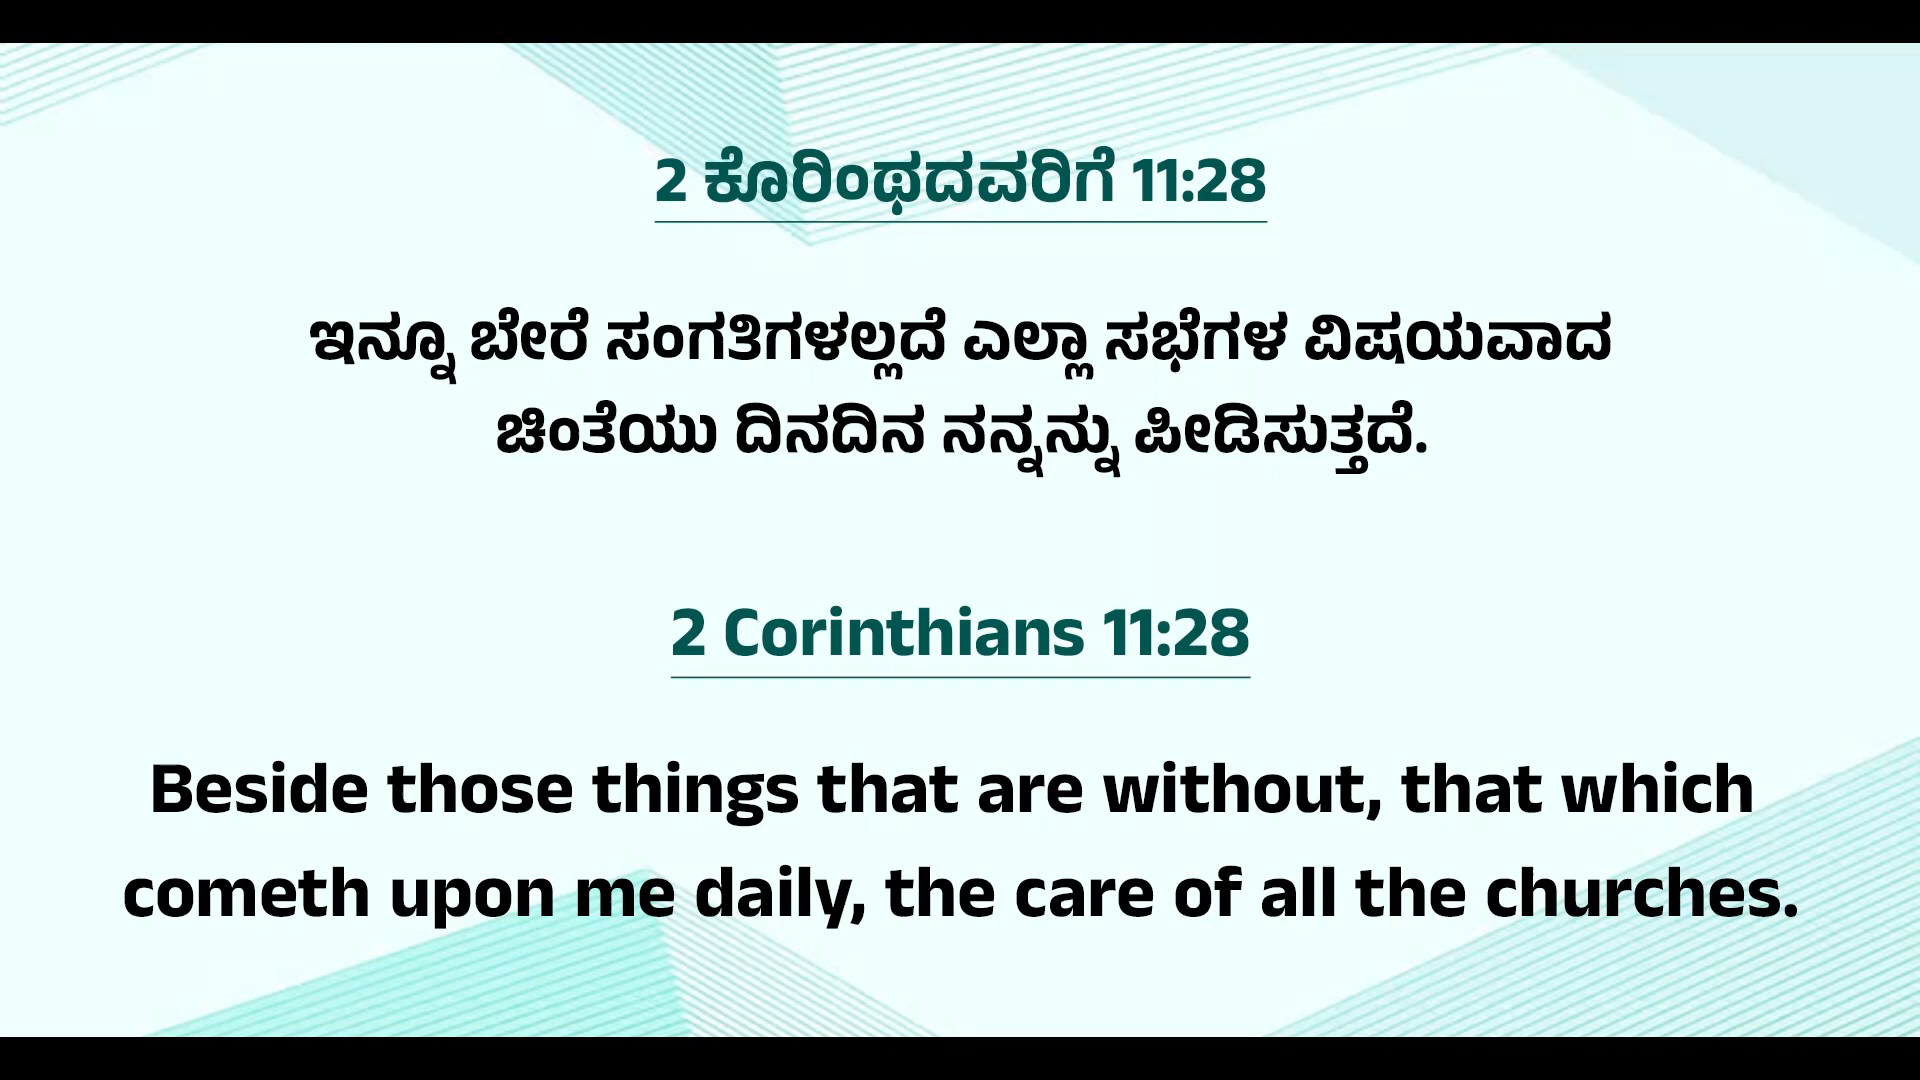 2 ಕೊರಿಂಥದವರಿಗೆ 11:28
ಇನ್ನೂ ಬೇರೆ ಸಂಗತಿಗಳಲ್ಲದೆ ಎಲ್ಲಾ ಸಭೆಗಳ ವಿಷಯವಾದ
ಚಿಂತೆಯು ದಿನದಿನ ನನ್ನನ್ನು ಪೀಡಿಸುತ್ತದೆ.
2 Corinthians 11:28
Beside those things that are without, that which
cometh upon me daily, the care of all the churches.